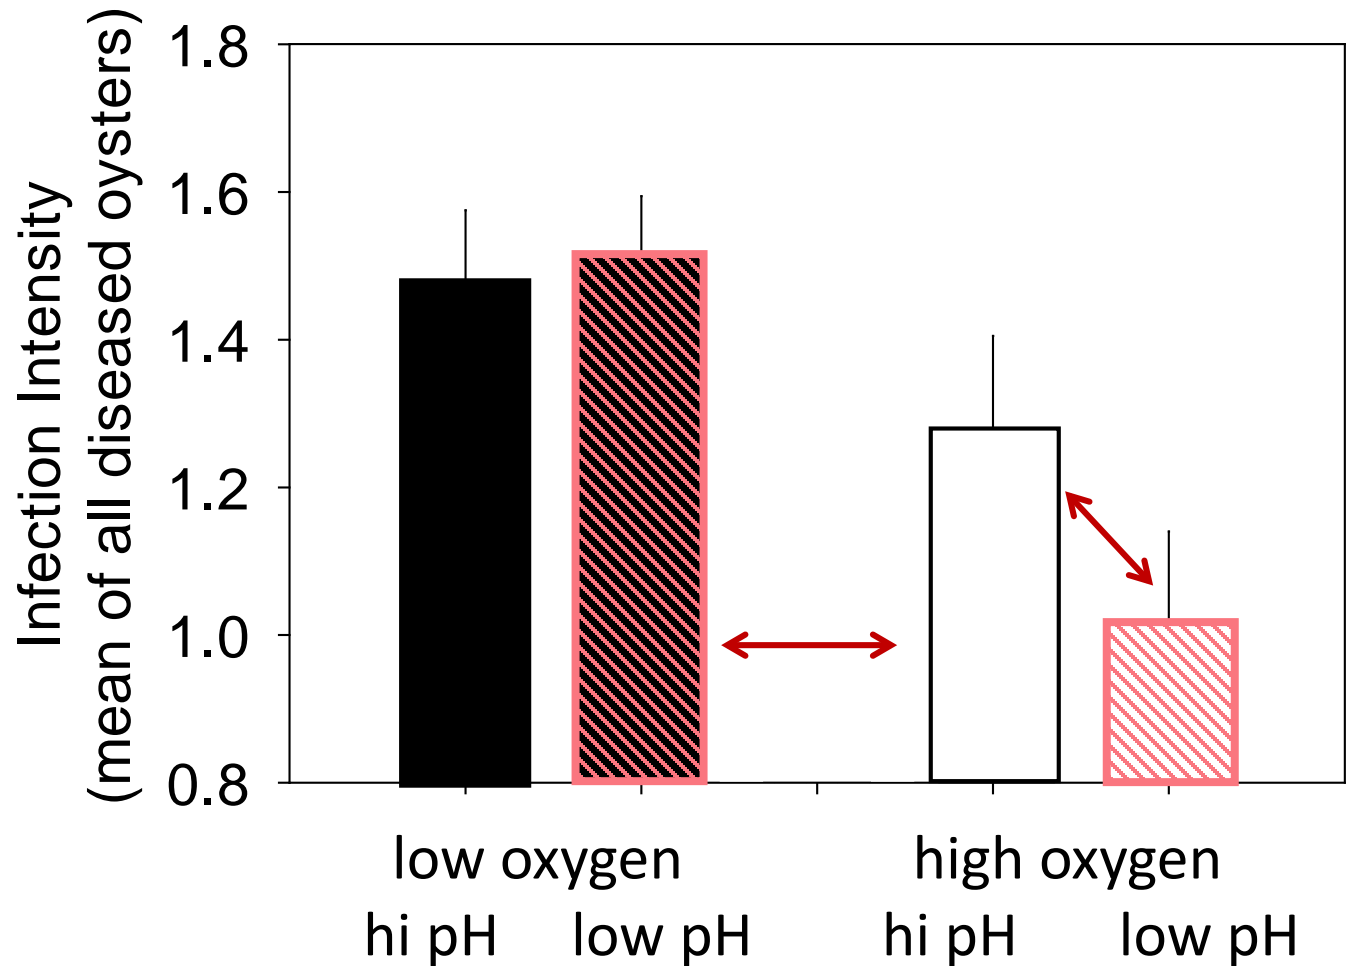 Infection Intensity
(mean of all diseased oysters)
1.8
1.6
1.4
1.2
1.0
0.8
low oxygen high oxygen
hi pH low pH hi pH low pH